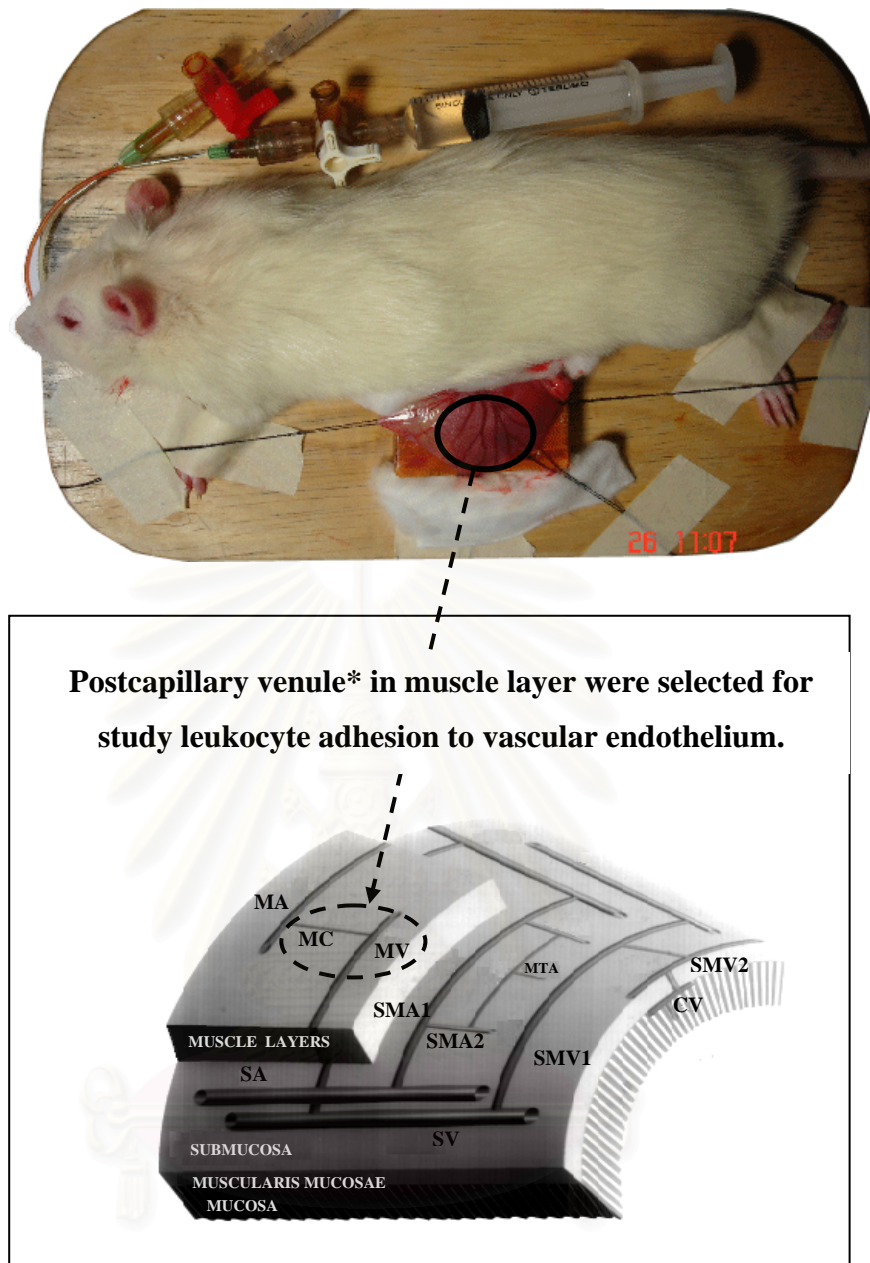 26 11:07
Postcapillary venule* in muscle layer were selected for
study leukocyte adhesion to vascular endothelium.
MA
MC
MV
MTA
SMV2
CV
SMA1
SMA2
SMV1
MUSCLE LAYERS
SA
SV
SUBMUCOSA
MUSCULARIS MUCOSAE
MUCOSA